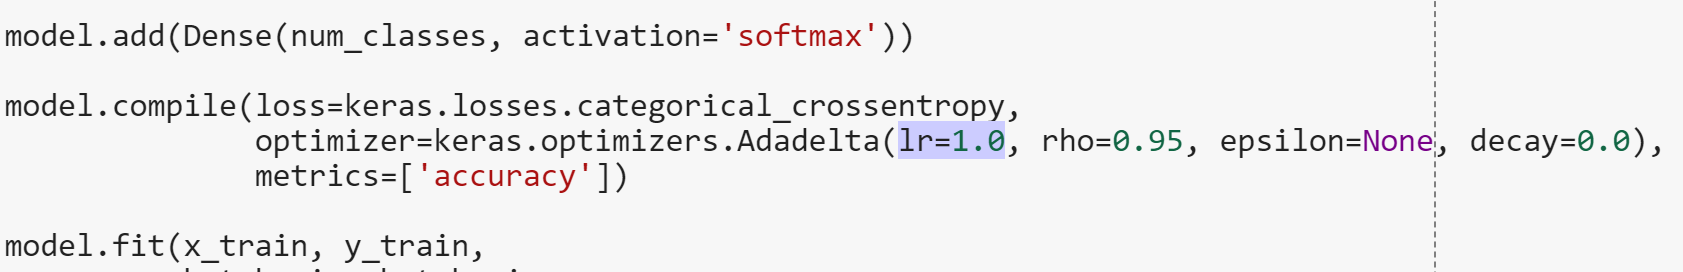 model.add(Dense(num_classes, activation='softmax'))
model.compile(loss=keras.losses.categorical_crossentropy,
optimizer=keras.optimizers.Adadelta(lr=1.0, rho=0.95, epsilon=None, decay=0.0),
metrics=['accuracy'])
model.fit(x_train, y_train,